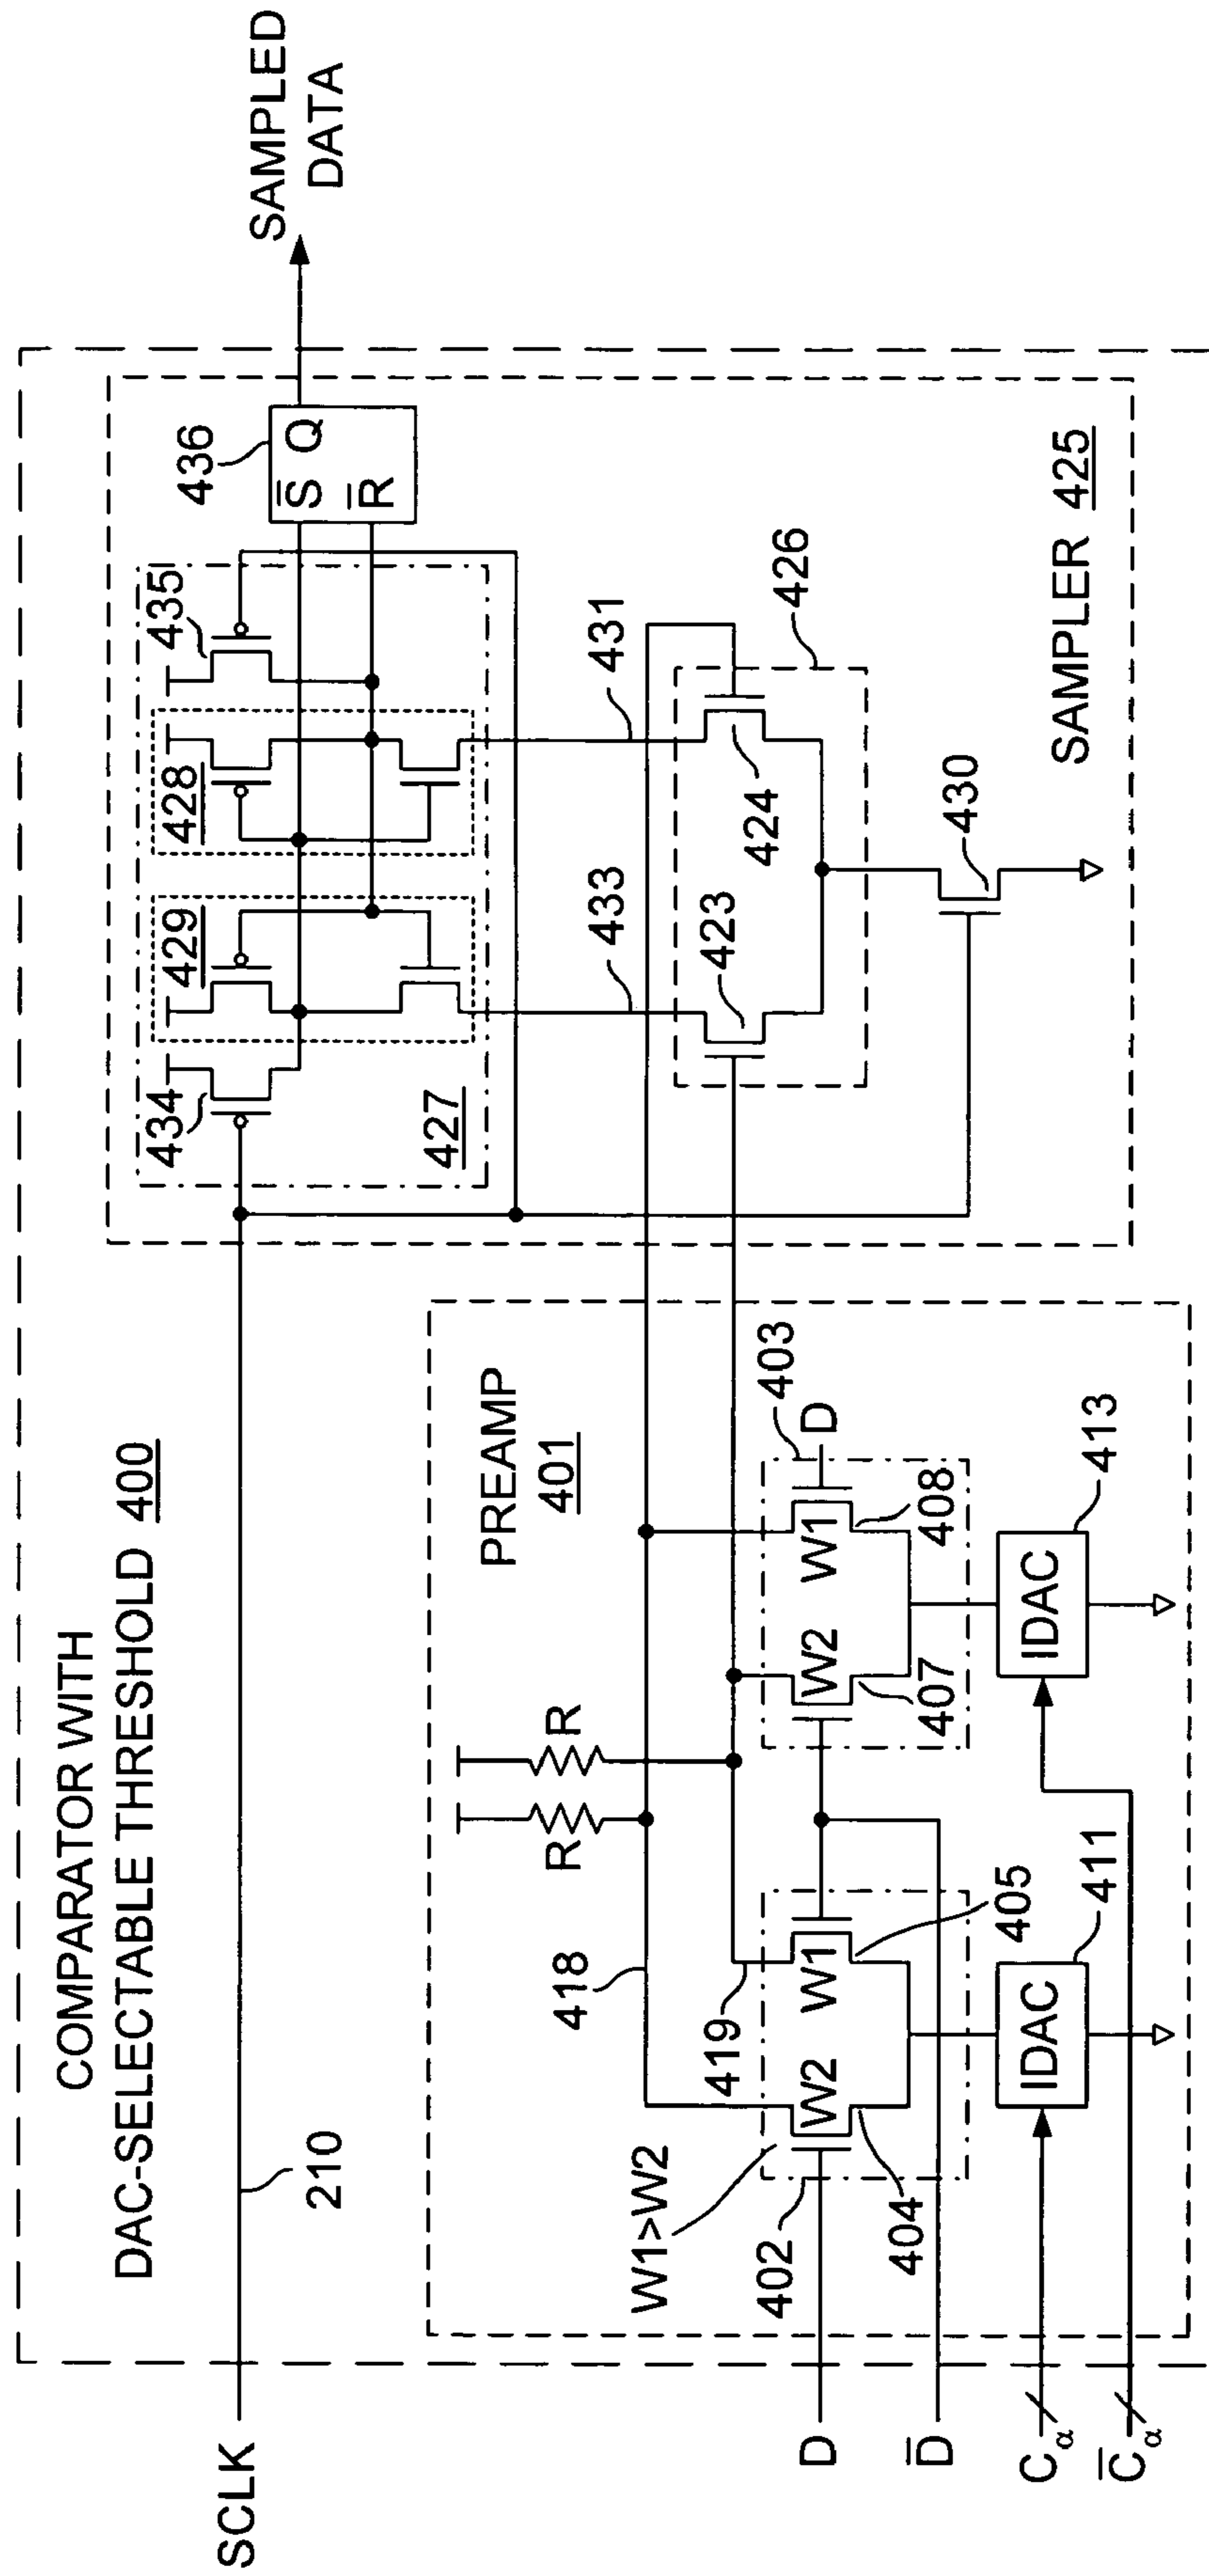 COMPARATOR WITH
DAC-SELECTABLE THRESHOLD 400
SCLK
210
SAMPLED
DATA
434
429
428
435
436
S̅ Q
R̅
427
433
431
426
423
424
430
SAMPLER 425
PREAMP
401
R
R
418
419
W1>W2
402
W2
W1
404
405
403
W2
W1
D
407
408
411
413
IDAC
IDAC
D
D̅
Cα
C̅α